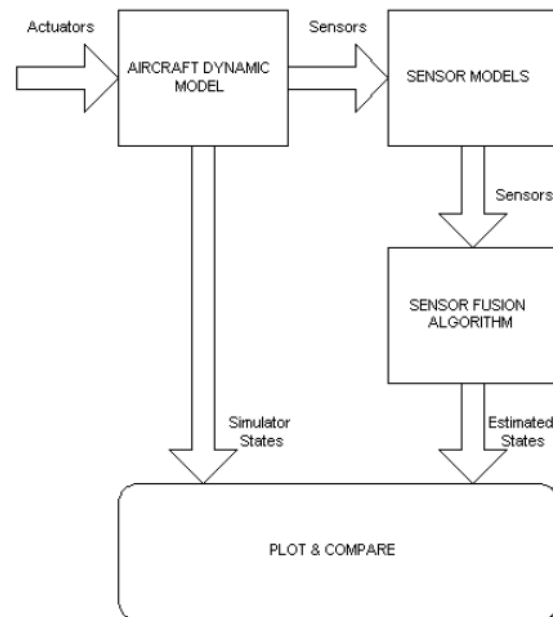 Actuators
Sensors
AIRCRAFT DYNAMIC
MODEL
SENSOR MODELS
Sensors
SENSOR FUSION
ALGORITHM
Simulator
States
Estimated
States
PLOT & COMPARE